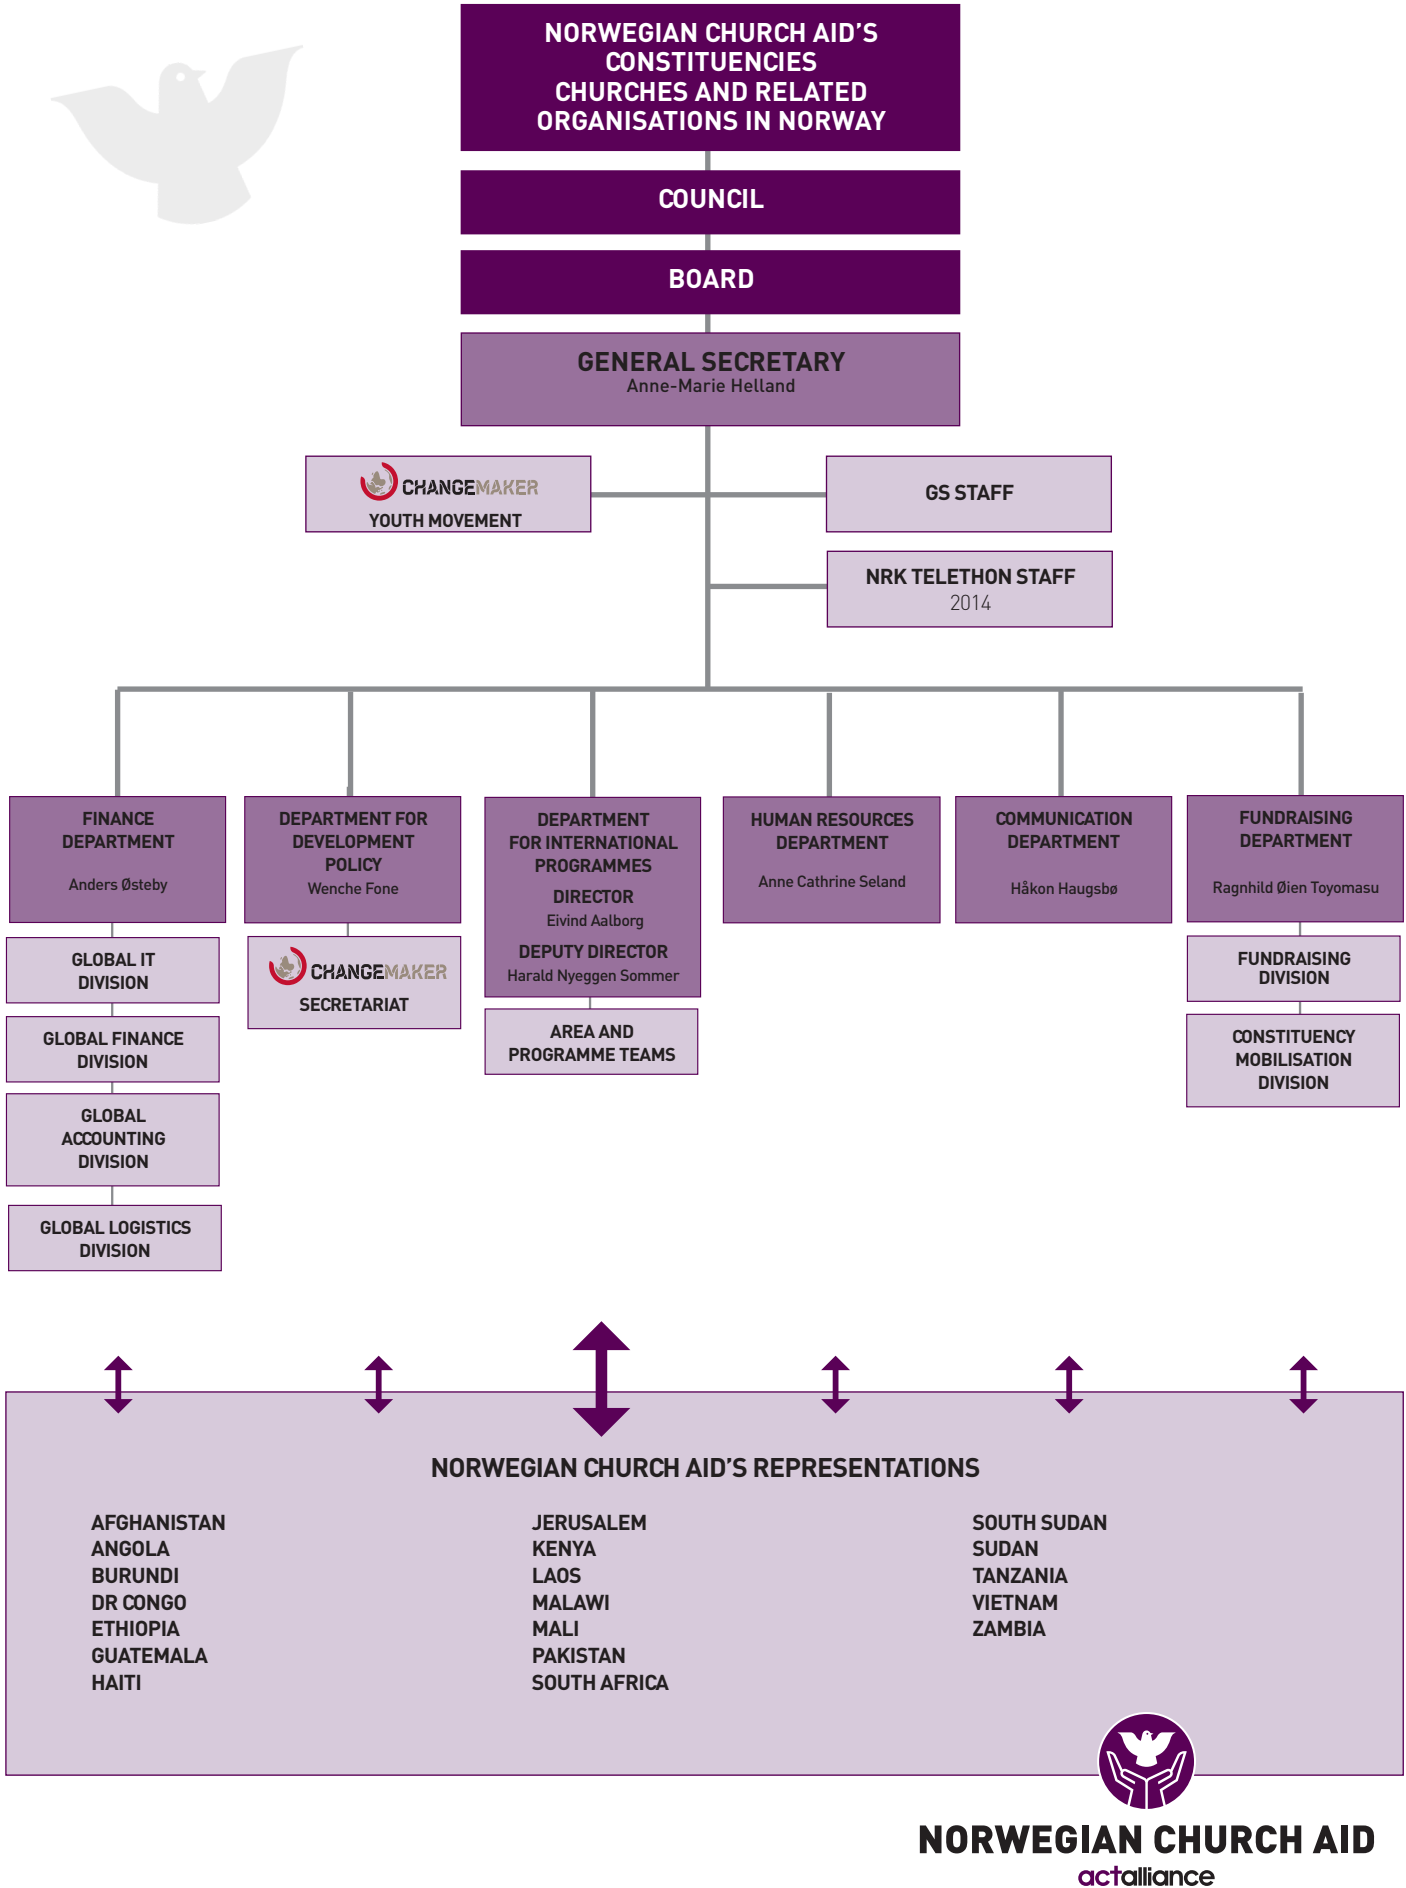 NORWEGIAN CHURCH AID'S
CONSTITUENCIES
CHURCHES AND RELATED
ORGANISATIONS IN NORWAY
COUNCIL
BOARD
GENERAL SECRETARY
Anne-Marie Helland
CHANGEMAKER
YOUTH MOVEMENT
GS STAFF
NRK TELETHON STAFF
2014
FINANCE
DEPARTMENT
Anders Østeby
GLOBAL IT
DIVISION
GLOBAL FINANCE
DIVISION
GLOBAL
ACCOUNTING
DIVISION
GLOBAL LOGISTICS
DIVISION
DEPARTMENT FOR
DEVELOPMENT
POLICY
Wenche Fone
CHANGEMAKER
SECRETARIAT
DEPARTMENT
FOR INTERNATIONAL
PROGRAMMES
DIRECTOR
Eivind Aalborg
DEPUTY DIRECTOR
Harald Nyeggen Sommer
AREA AND
PROGRAMME TEAMS
HUMAN RESOURCES
DEPARTMENT
Anne Cathrine Seland
COMMUNICATION
DEPARTMENT
Håkon Haugsbø
FUNDRAISING
DEPARTMENT
Ragnhild Øien Toyomasu
FUNDRAISING
DIVISION
CONSTITUENCY
MOBILISATION
DIVISION
NORWEGIAN CHURCH AID'S REPRESENTATIONS
AFGHANISTAN
ANGOLA
BURUNDI
DR CONGO
ETHIOPIA
GUATEMALA
HAITI
JERUSALEM
KENYA
LAOS
MALAWI
MALI
PAKISTAN
SOUTH AFRICA
SOUTH SUDAN
SUDAN
TANZANIA
VIETNAM
ZAMBIA
NORWEGIAN CHURCH AID
actalliance